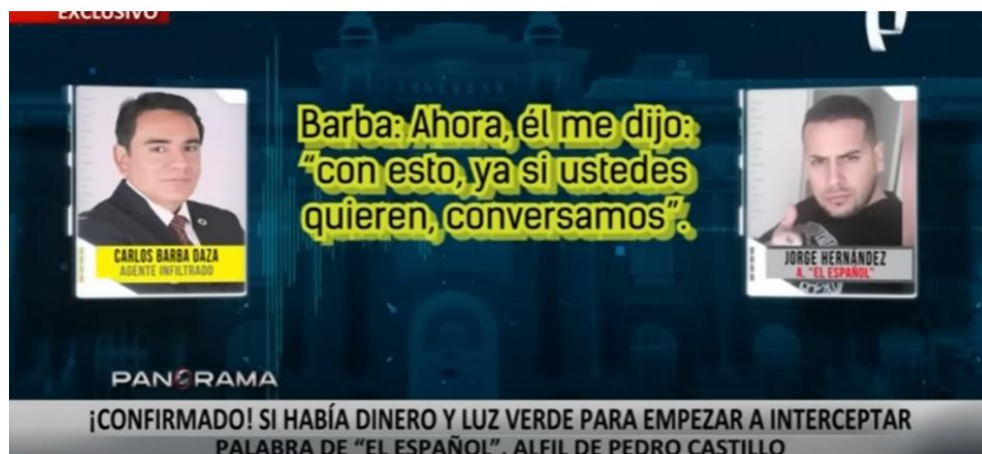 EXCLUSIVO
CONGRESO
Barba: Ahora, él me dijo:
“con esto, ya si ustedes
quieren, conversamos”.
CARLOS BARBA DAZA
AGENTE INFILTRADO
JORGE HERNÁNDEZ
A. "EL ESPAÑOL"
PANORAMA
¡CONFIRMADO! SI HABÍA DINERO Y LUZ VERDE PARA EMPEZAR A INTERCEPTAR
PALABRA DE “EL ESPAÑOL”, ALFIL DE PEDRO CASTILLO